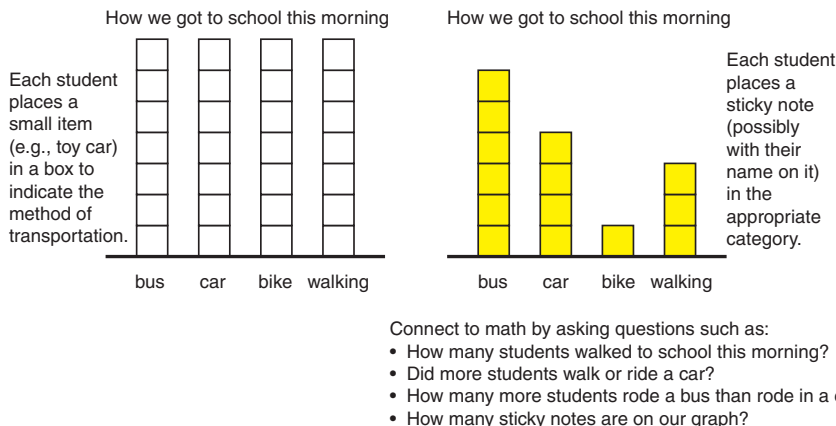 How we got to school this morning
Each student
places a
small item
(e.g., toy car)
in a box to
indicate the
method of
transportation.
bus car bike walking
How we got to school this morning
Each student
places a
sticky note
(possibly
with their
name on it)
in the
appropriate
category.
bus car bike walking
Connect to math by asking questions such as:
• How many students walked to school this morning?
• Did more students walk or ride a car?
• How many more students rode a bus than rode in a
• How many sticky notes are on our graph?